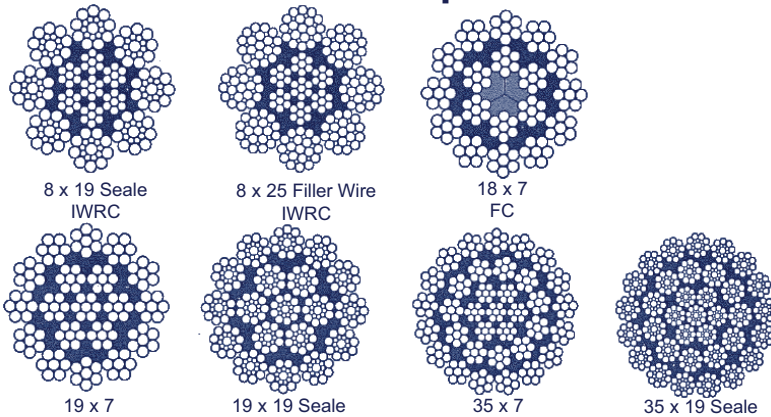 8 x 19 Seale
IWRC
8 x 25 Filler Wire
IWRC
18 x 7
FC
19 x 7
19 x 19 Seale
35 x 7
35 x 19 Seale